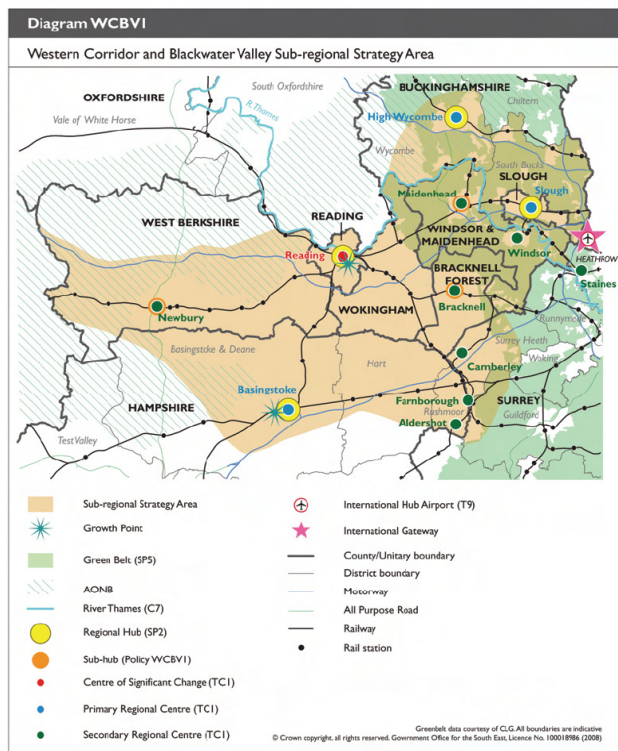 Diagram WCBV1
Western Corridor and Blackwater Valley Sub-regional Strategy Area
OXFORDSHIRE
South Oxfordshire
BUCKINGHAMSHIRE
Chiltern
R. Thames
High Wycombe
Vale of White Horse
Wycombe
South Bucks
SLOUGH
Maidenhead
Slough
WEST BERKSHIRE
READING
WINDSOR &
MAIDENHEAD
Windsor
Reading
HEATHROW
BRACKNELL
FOREST
Staines
Newbury
WOKINGHAM
Bracknell
Runnymede
Basingstoke & Deane
Hart
Surrey Heath
Woking
Camberley
Basingstoke
HAMPSHIRE
Farnborough
SURREY
Rushmoor
Guildford
Aldershot
Test Valley
Sub-regional Strategy Area
Growth Point
Green Belt (SP5)
AONB
River Thames (C7)
Regional Hub (SP2)
Sub-hub (Policy WCBV1)
Centre of Significant Change (TC1)
Primary Regional Centre (TC1)
Secondary Regional Centre (TC1)
International Hub Airport (T9)
International Gateway
County/Unitary boundary
District boundary
Motorway
All Purpose Road
Railway
Rail station
Greenbelt data courtesy of CLG. All boundaries are indicative
© Crown copyright. all rights reserved. Government Office for the South East, Licence No. 100018986 (2008)